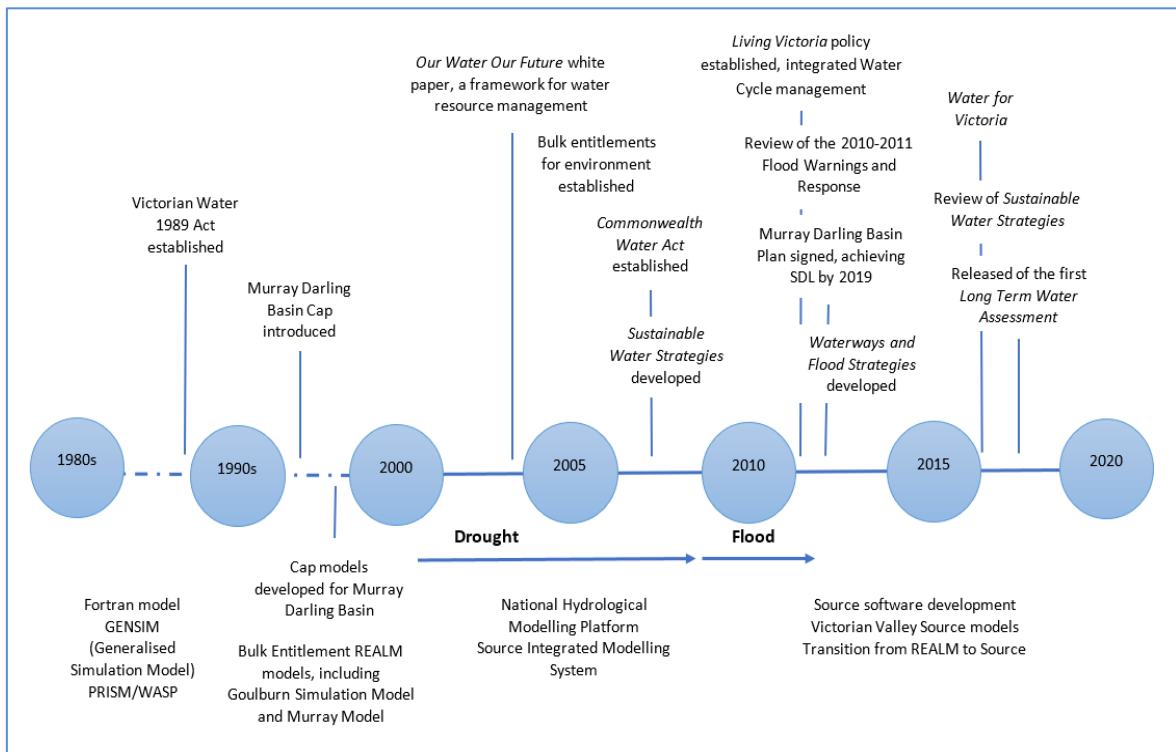 Our Water Our Future white
paper, a framework for water
resource management
Living Victoria policy
established, integrated Water
Cycle management
Water for
Victoria
Bulk entitlements
for environment
established
Review of the 2010-2011
Flood Warnings and
Response
Victorian Water
1989 Act
established
Review of Sustainable
Water Strategies
Commonwealth
Water Act
established
Murray Darling Basin
Plan signed, achieving
SDL by 2019
Murray Darling
Basin Cap
introduced
Released of the first
Long Term Water
Assessment
Sustainable
Water Strategies
developed
Waterways and
Flood Strategies
developed
1980s
1990s
2000
2005
2010
2015
2020
Drought
Flood
Cap models
developed for Murray
Darling Basin
Fortran model
GENSIM
(Generalised
Simulation Model)
PRISM/WASP
Bulk Entitlement REALM
models, including
Goulburn Simulation Model
and Murray Model
National Hydrological
Modelling Platform
Source Integrated Modelling
System
Source software development
Victorian Valley Source models
Transition from REALM to Source